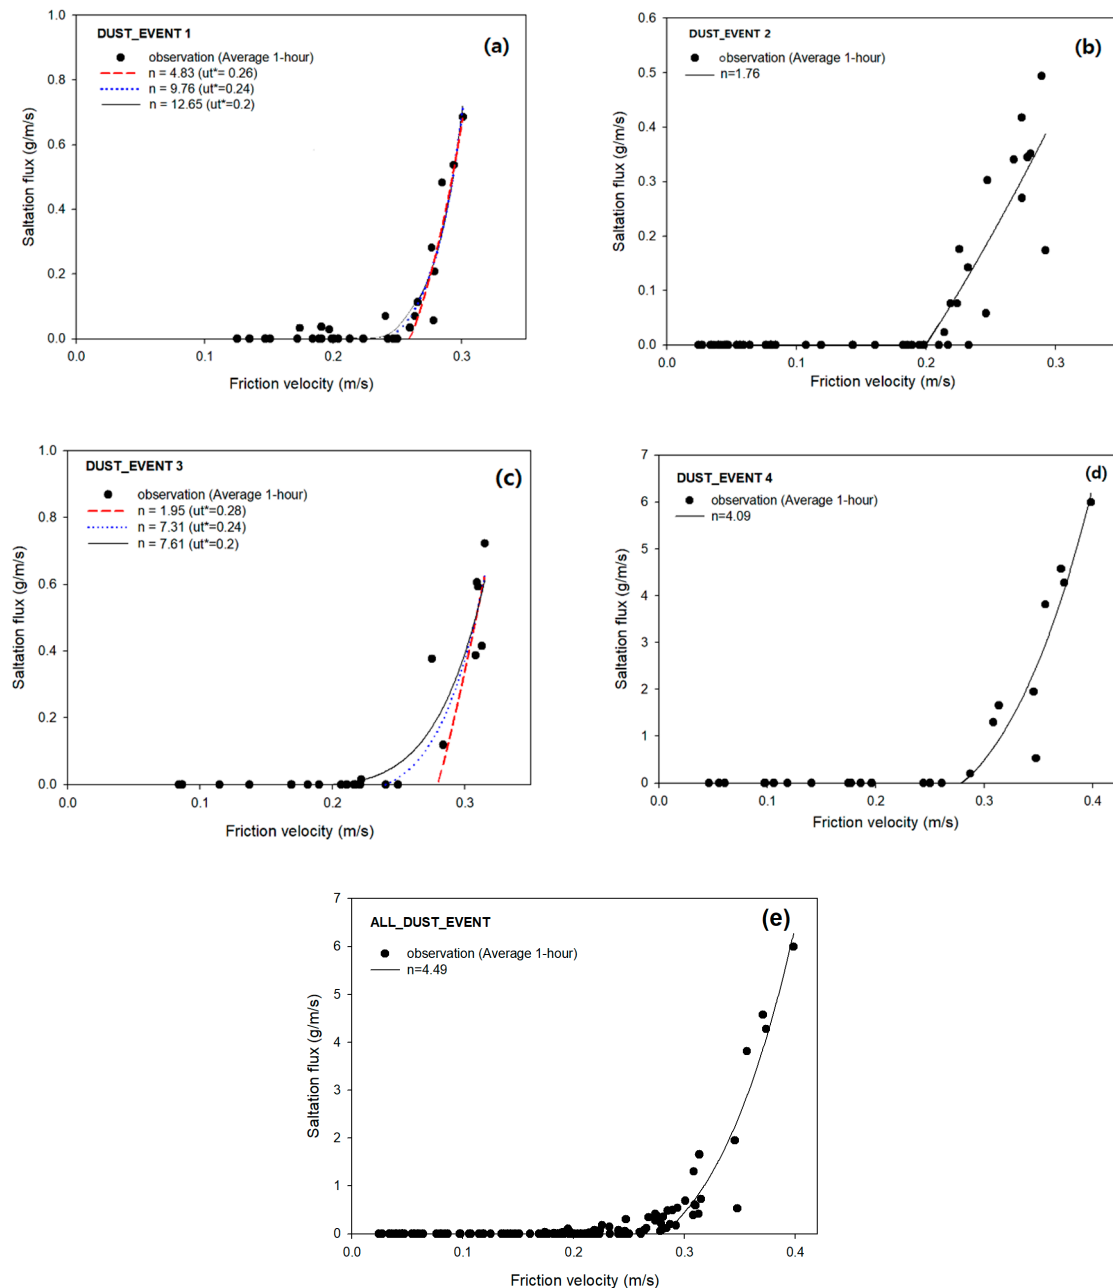 DUST_EVENT 1
(a)
observation (Average 1-hour)
n = 4.83 (ut*= 0.26)
n = 9.76 (ut*=0.24)
n = 12.65 (ut*=0.2)
1.0
0.8
0.6
0.4
0.2
0.0
Saltation flux (g/m/s)
0.0 0.1 0.2 0.3
Friction velocity (m/s)
DUST_EVENT 2
(b)
observation (Average 1-hour)
n=1.76
0.6
0.5
0.4
0.3
0.2
0.1
0.0
Saltation flux (g/m/s)
0.0 0.1 0.2 0.3
Friction velocity (m/s)
DUST_EVENT 3
(c)
observation (Average 1-hour)
n = 1.95 (ut*=0.28)
n = 7.31 (ut*=0.24)
n = 7.61 (ut*=0.2)
1.0
0.8
0.6
0.4
0.2
0.0
Saltation flux (g/m/s)
0.0 0.1 0.2 0.3
Friction velocity (m/s)
DUST_EVENT 4
(d)
observation (Average 1-hour)
n=4.09
7
6
5
4
3
2
1
0
Saltation flux (g/m/s)
0.0 0.1 0.2 0.3 0.4
Friction velocity (m/s)
ALL_DUST_EVENT
(e)
observation (Average 1-hour)
n=4.49
7
6
5
4
3
2
1
0
Saltation flux (g/m/s)
0.0 0.1 0.2 0.3 0.4
Friction velocity (m/s)